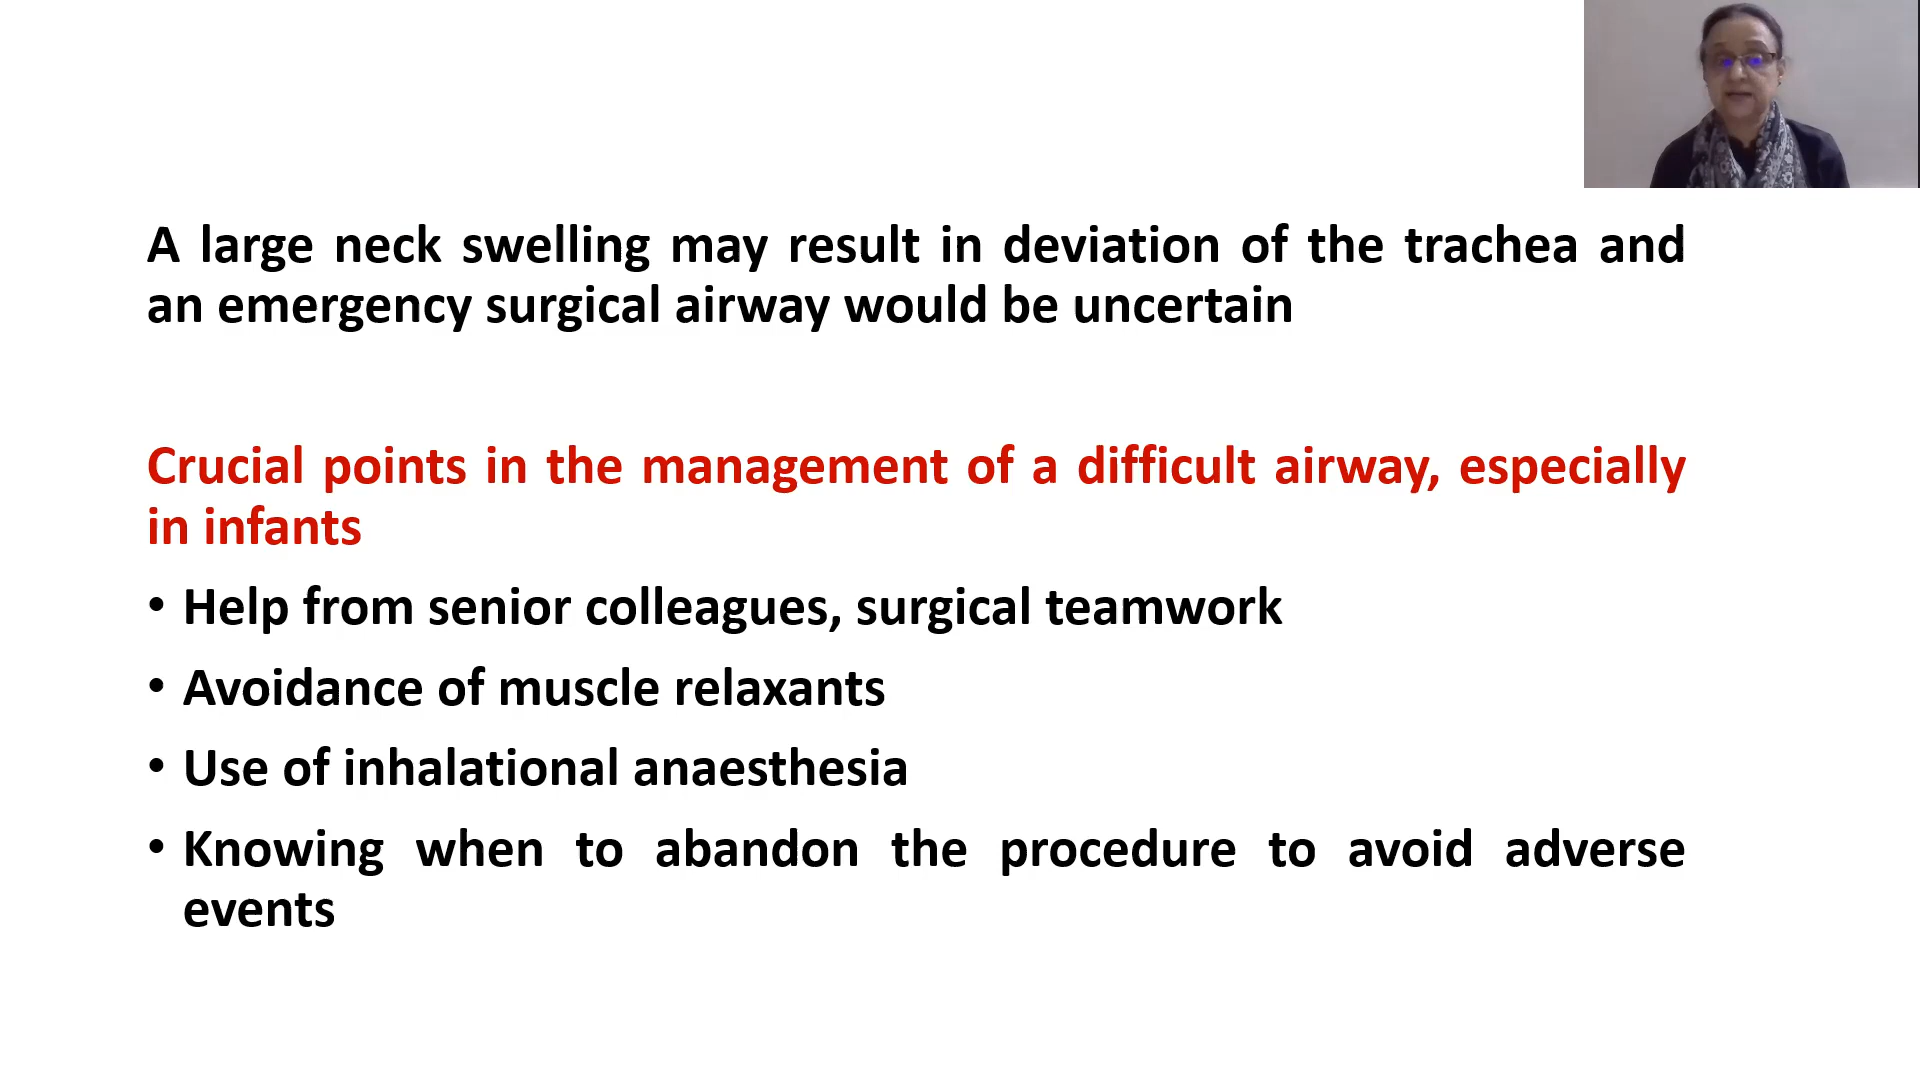 A large neck swelling may result in deviation of the trachea and
an emergency surgical airway would be uncertain
Crucial points in the management of a difficult airway, especially
in infants
• Help from senior colleagues, surgical teamwork
• Avoidance of muscle relaxants
• Use of inhalational anaesthesia
• Knowing when to abandon the procedure to avoid adverse
events